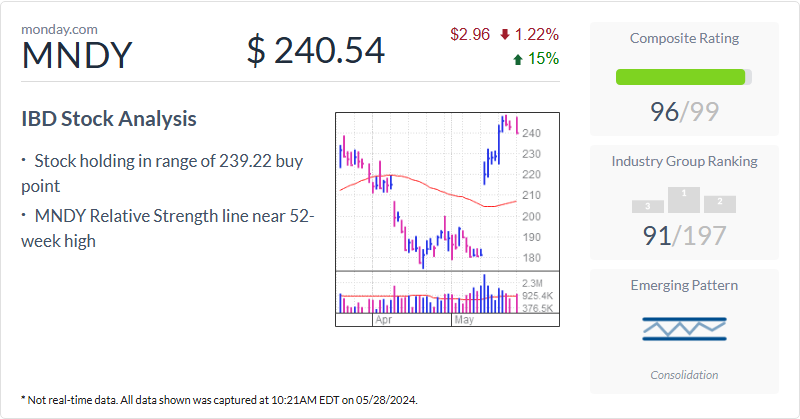 monday.com
MNDY
$ 240.54
$2.96 1.22%
15%
IBD Stock Analysis
• Stock holding in range of 239.22 buy
point
• MNDY Relative Strength line near 52-
week high
240
230
220
210
200
190
180
2.3M
925.4K
376.5K
Apr
May
Composite Rating
96/99
Industry Group Ranking
3
1
2
91/197
Emerging Pattern
Consolidation
* Not real-time data. All data shown was captured at 10:21AM EDT on 05/28/2024.